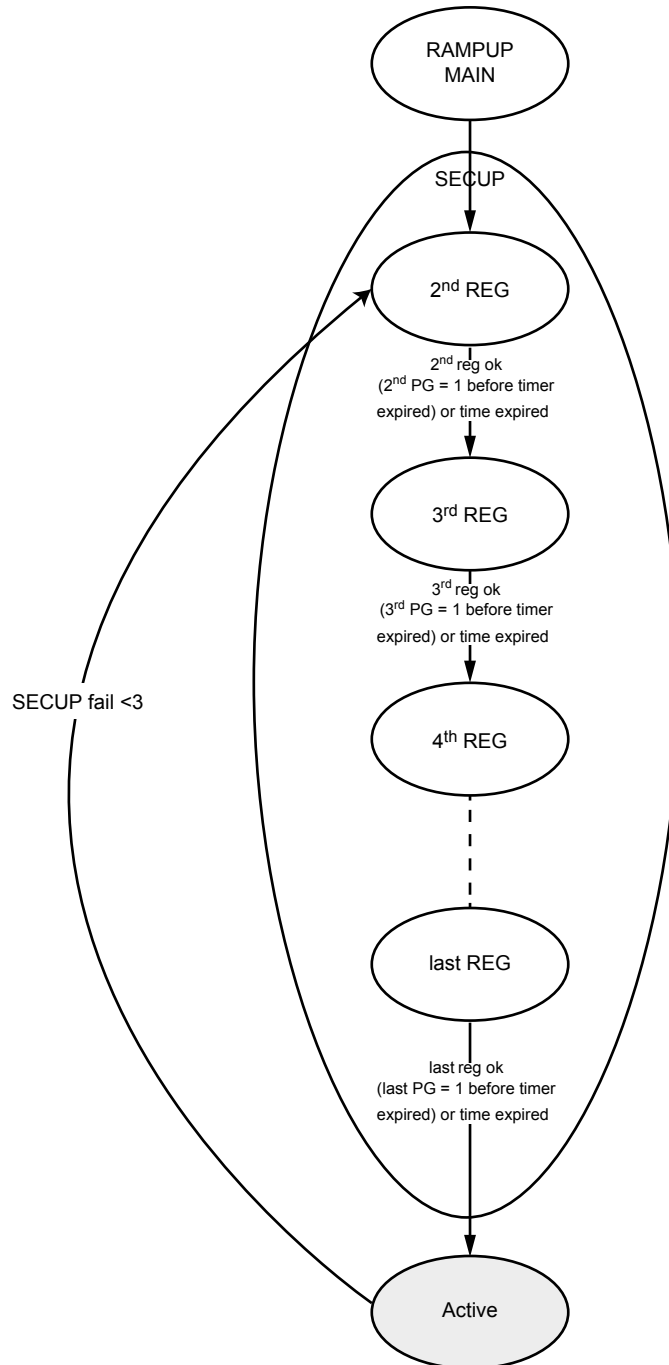 RAMPUP
MAIN
SECUP
2nd REG
2nd reg ok
(2nd PG = 1 before timer
expired) or time expired
3rd REG
3rd reg ok
(3rd PG = 1 before timer
expired) or time expired
SECUP fail <3
4th REG
last REG
last reg ok
(last PG = 1 before timer
expired) or time expired
Active